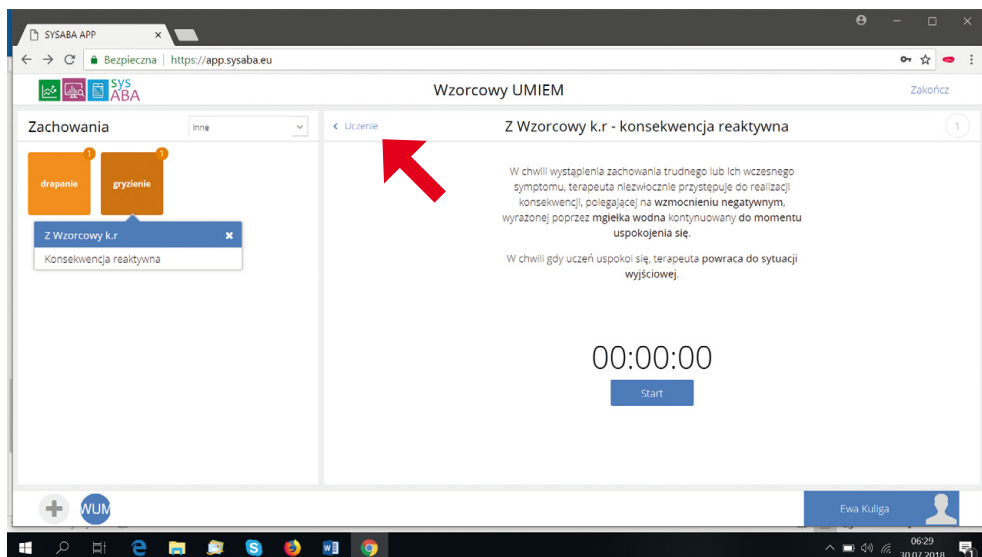 SYSABA APP
Bezpieczna
https://app.sysaba.eu
SYS
ABA
Wzorcowy UMIEM
Zakończ
Zachowania
Inne
Uczenie
Z Wzorcowy k.r - konsekwencja reaktywna
1
1
1
drapanie
gryzienie
Z Wzorcowy k.r
Konsekwencja reaktywna
W chwili wystąpienia zachowania trudnego lub ich wczesnego
symptomu, terapeuta niezwłocznie przystępuje do realizacji
konsekwencji, polegającej na wzmocnieniu negatywnym,
wyrażonej poprzez mgiełka wodna kontynuowany do momentu
uspokojenia się.
W chwili gdy uczeń uspokoi się, terapeuta powraca do sytuacji
wyjściowej.
00:00:00
Start
WUM
Ewa Kuliga
06:29
30.07.2018